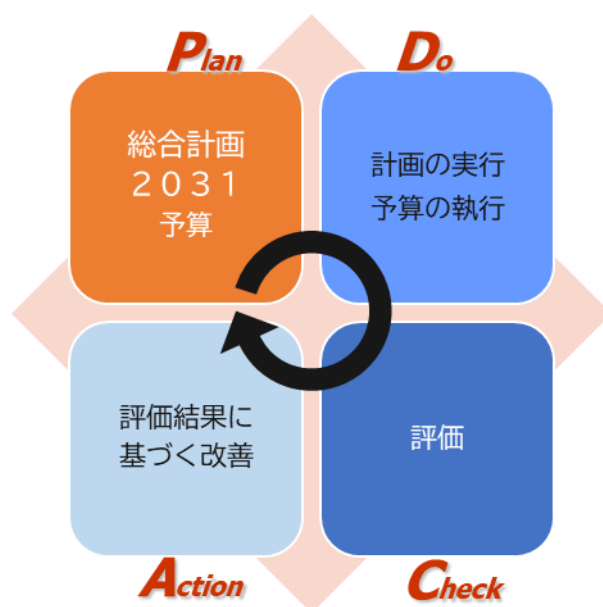 Plan
Do
総合計画
２０３１
予算
計画の実行
予算の執行
評価結果に
基づく改善
評価
Action
Check